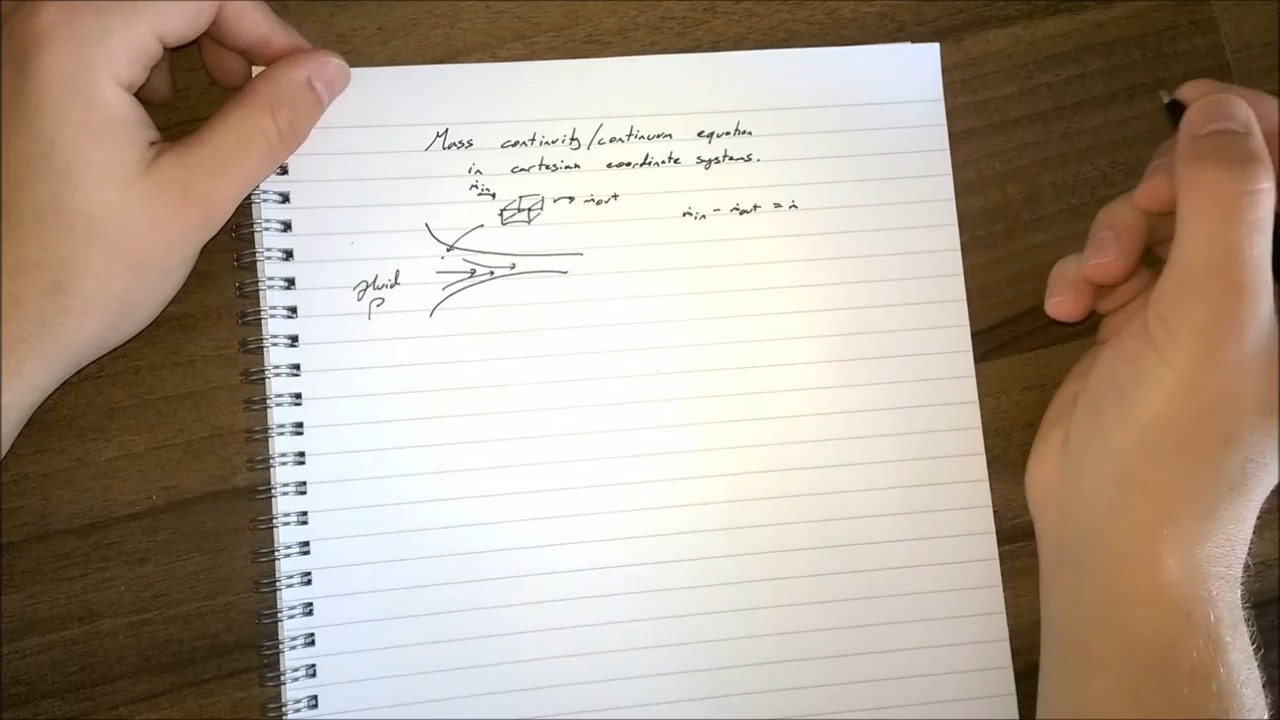 Mass continuity/continuum equation
in cartesian coordinate systems.
ṁin
ṁout
ṁin - ṁout = ṁ
fluid
ρ